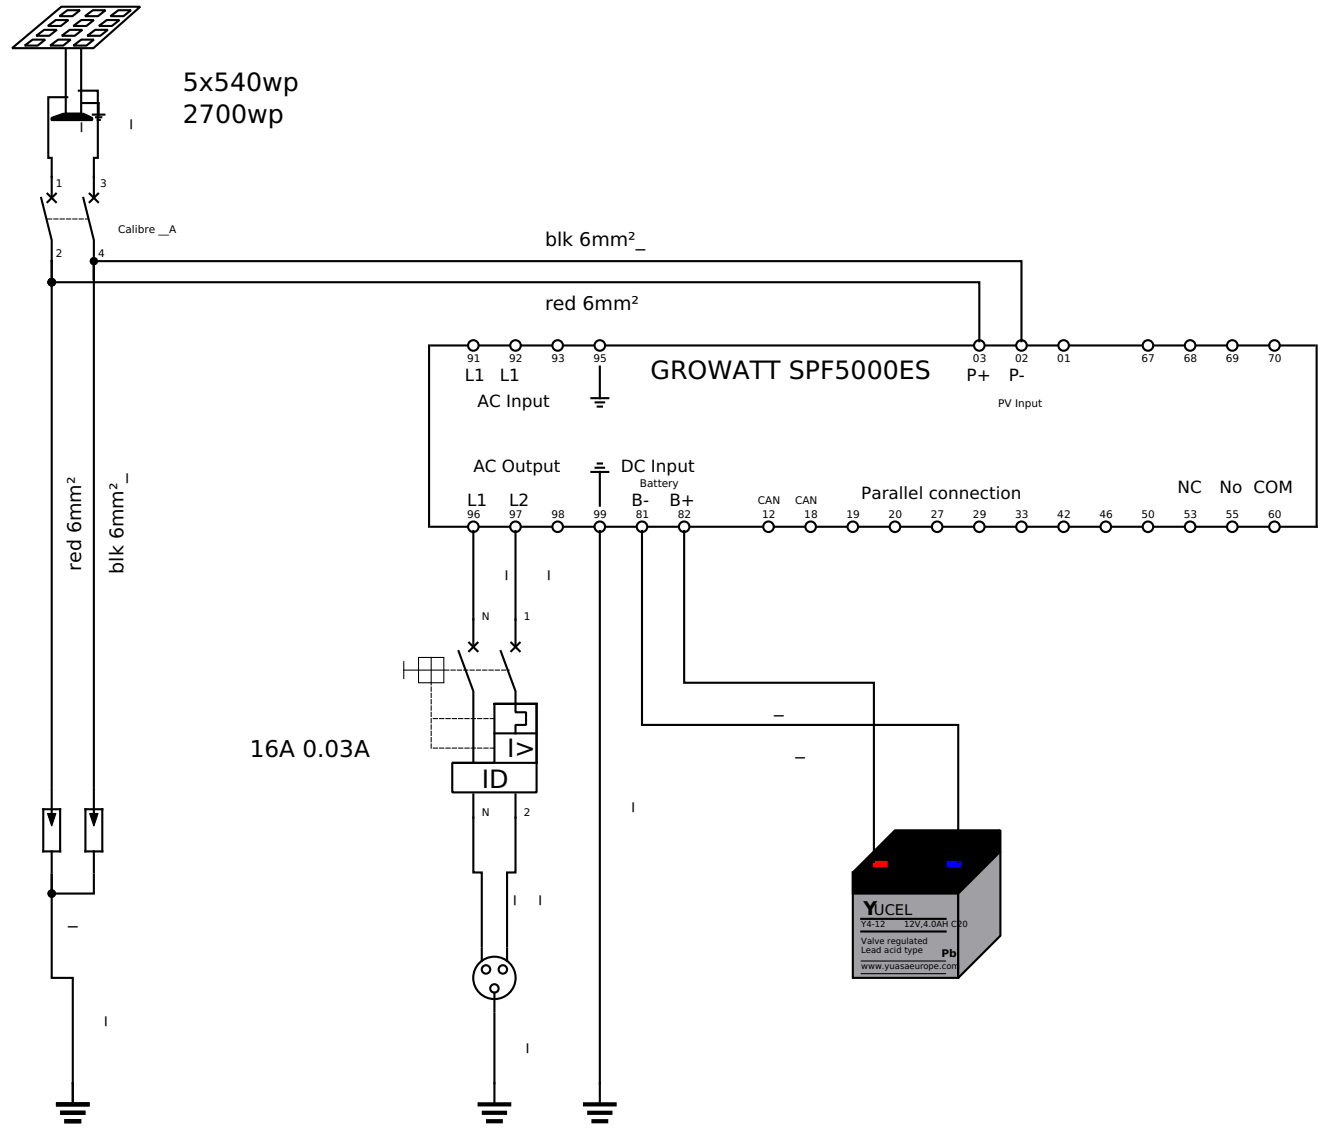 5x540wp
2700wp
1 3
Calibre __A
2 4
blk 6mm²_
red 6mm²
91 92 93 95 03 02 01 67 68 69 70
L1 L1 GROWATT SPF5000ES P+ P-
AC Input PV Input
AC Output DC Input
Battery
L1 L2 B- B+ CAN CAN Parallel connection NC No COM
96 97 98 99 81 82 12 18 19 20 27 29 33 42 46 50 53 55 60
red 6mm²
blk 6mm²_
N 1
16A 0.03A
I>
ID
N 2
YUCEL
Y4-12 12V,4.0AH C20
Valve regulated
Lead acid type Pb
www.yuasaeurope.com